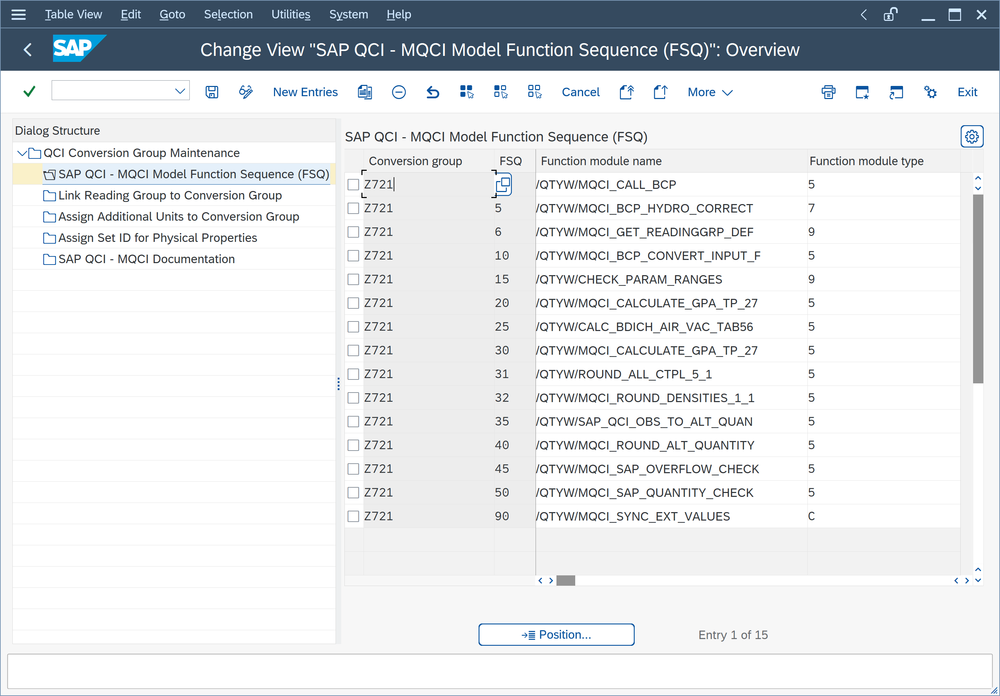 Table View Edit Goto Selection Utilities System Help
SAP Change View "SAP QCI - MQCI Model Function Sequence (FSQ)": Overview
New Entries Cancel More Exit
Dialog Structure
QCI Conversion Group Maintenance
SAP QCI - MQCI Model Function Sequence (FSQ)
Link Reading Group to Conversion Group
Assign Additional Units to Conversion Group
Assign Set ID for Physical Properties
SAP QCI - MQCI Documentation
SAP QCI - MQCI Model Function Sequence (FSQ)
Conversion group FSQ Function module name Function module type
Z721 /QTYW/MQCI_CALL_BCP 5
Z721 5 /QTYW/MQCI_BCP_HYDRO_CORRECT 7
Z721 6 /QTYW/MQCI_GET_READINGGRP_DEF 9
Z721 10 /QTYW/MQCI_BCP_CONVERT_INPUT_F 5
Z721 15 /QTYW/CHECK_PARAM_RANGES 9
Z721 20 /QTYW/MQCI_CALCULATE_GPA_TP_27 5
Z721 25 /QTYW/CALC_BDICH_AIR_VAC_TAB56 5
Z721 30 /QTYW/MQCI_CALCULATE_GPA_TP_27 5
Z721 31 /QTYW/ROUND_ALL_CTPL_5_1 5
Z721 32 /QTYW/MQCI_ROUND_DENSITIES_1_1 5
Z721 35 /QTYW/SAP_QCI_OBS_TO_ALT_QUAN 5
Z721 40 /QTYW/MQCI_ROUND_ALT_QUANTITY 5
Z721 45 /QTYW/MQCI_SAP_OVERFLOW_CHECK 5
Z721 50 /QTYW/MQCI_SAP_QUANTITY_CHECK 5
Z721 90 /QTYW/MQCI_SYNC_EXT_VALUES C
Position... Entry 1 of 15